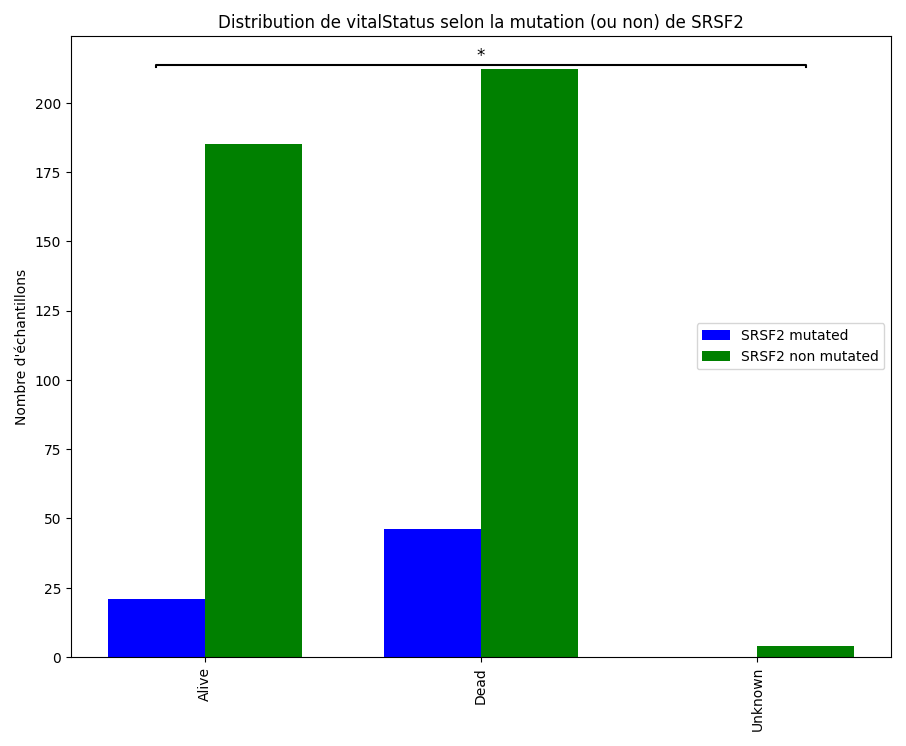 Distribution de vitalStatus selon la mutation (ou non) de SRSF2
*
200
175
150
125
100
75
50
25
0
Nombre d'échantillons
SRSF2 mutated
SRSF2 non mutated
Alive
Dead
Unknown